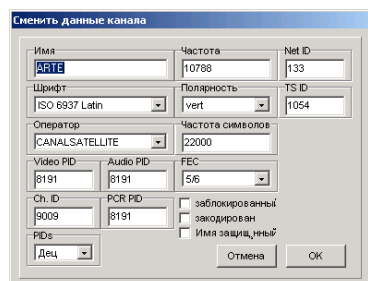 Сменить данные канала
Имя Частота Net ID
ARTE 10788 133
Шрифт Полярность TS ID
ISO 6937 Latin vert 1054
Оператор Частота символов
CANALSATELLITE 22000
Video PID Audio PID FEC
8191 8191 5/6
Ch. ID PCR PID заблокированный
9009 8191 закодирован
PIDs Имя защищ„нный
Дец Отмена OK